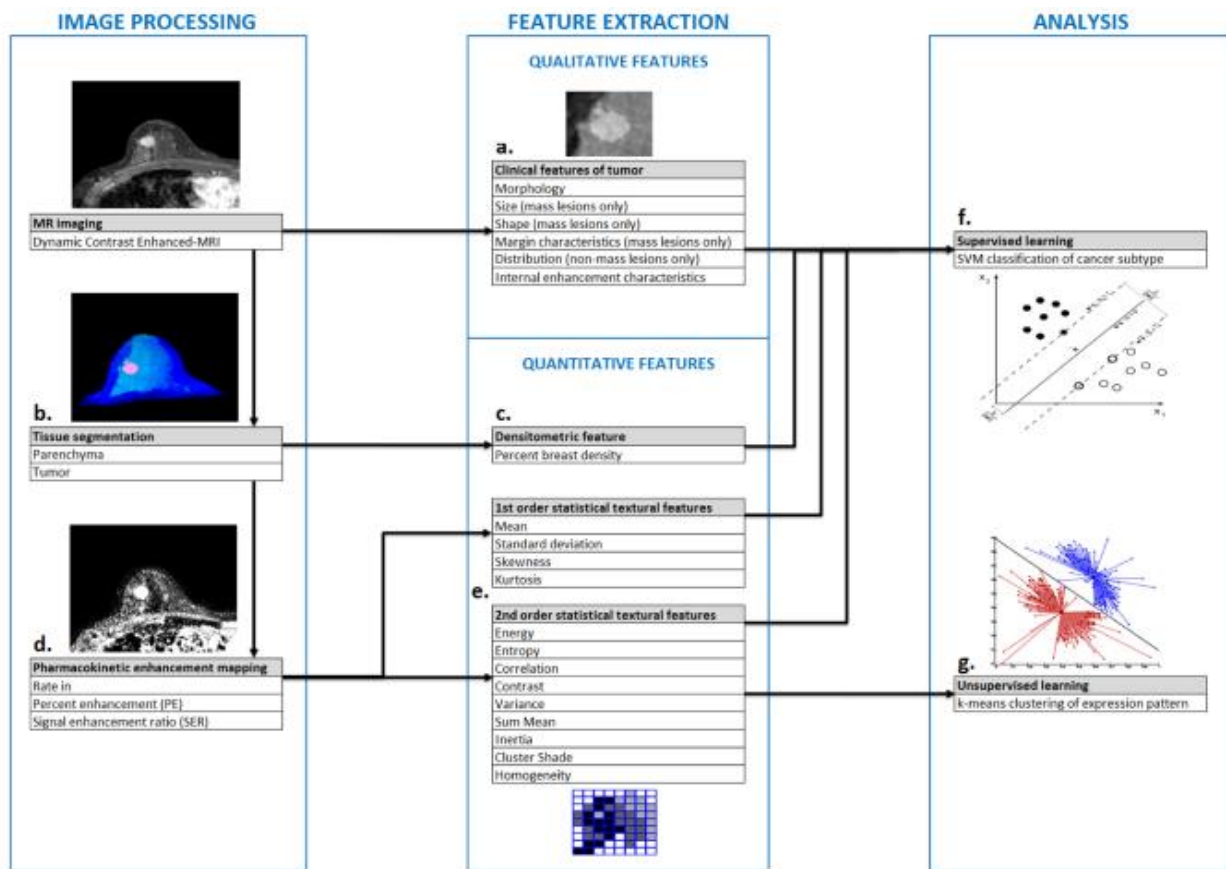 IMAGE PROCESSING
FEATURE EXTRACTION
ANALYSIS
MR imaging
Dynamic Contrast Enhanced-MRI
b.
Tissue segmentation
Parenchyma
Tumor
d.
Pharmacokinetic enhancement mapping
Rate in
Percent enhancement (PE)
Signal enhancement ratio (SER)
QUALITATIVE FEATURES
a.
Clinical features of tumor
Morphology
Size (mass lesions only)
Shape (mass lesions only)
Margin characteristics (mass lesions only)
Distribution (non-mass lesions only)
Internal enhancement characteristics
QUANTITATIVE FEATURES
c.
Densitometric feature
Percent breast density
1st order statistical textural features
Mean
Standard deviation
Skewness
Kurtosis
e.
2nd order statistical textural features
Energy
Entropy
Correlation
Contrast
Variance
Sum Mean
Inertia
Cluster Shade
Homogeneity
f.
Supervised learning
SVM classification of cancer subtype
X₂
X₁
g.
Unsupervised learning
k-means clustering of expression pattern